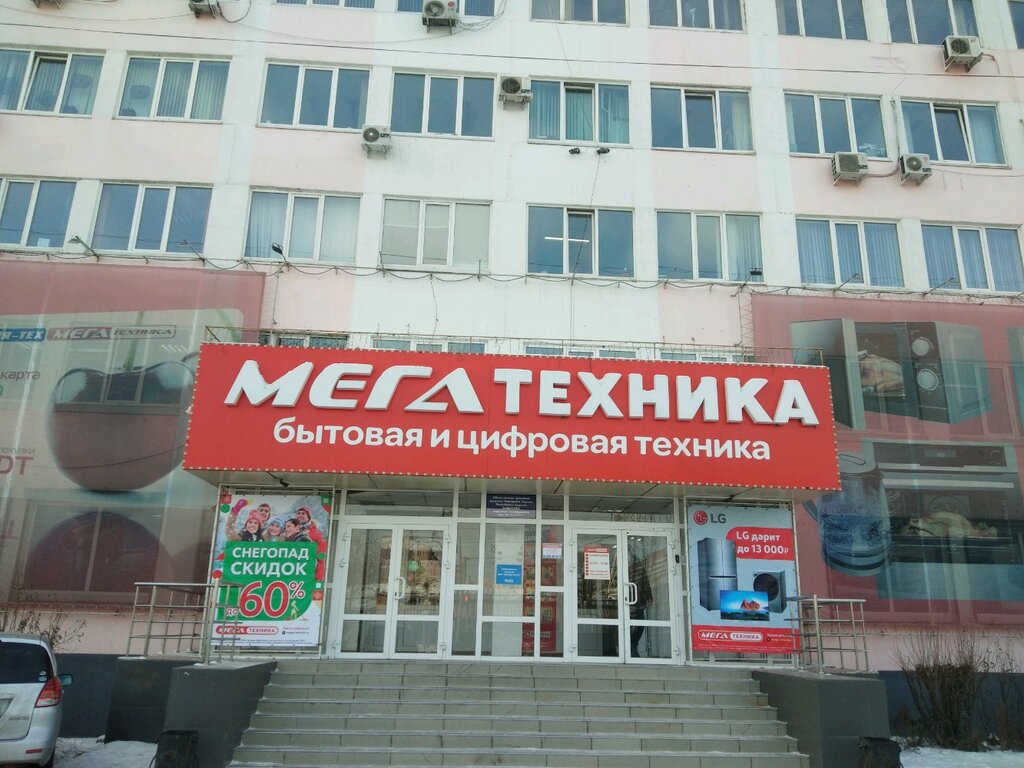 МЕГА ТЕХНИКА
бытовая и цифровая техника
МЕГА ТЕХНИКА
карта
СНЕГОПАД
СКИДОК
до 60%
МЕГА ТЕХНИКА
LG
LG дарит
до 13 000₽
МЕГА ТЕХНИКА